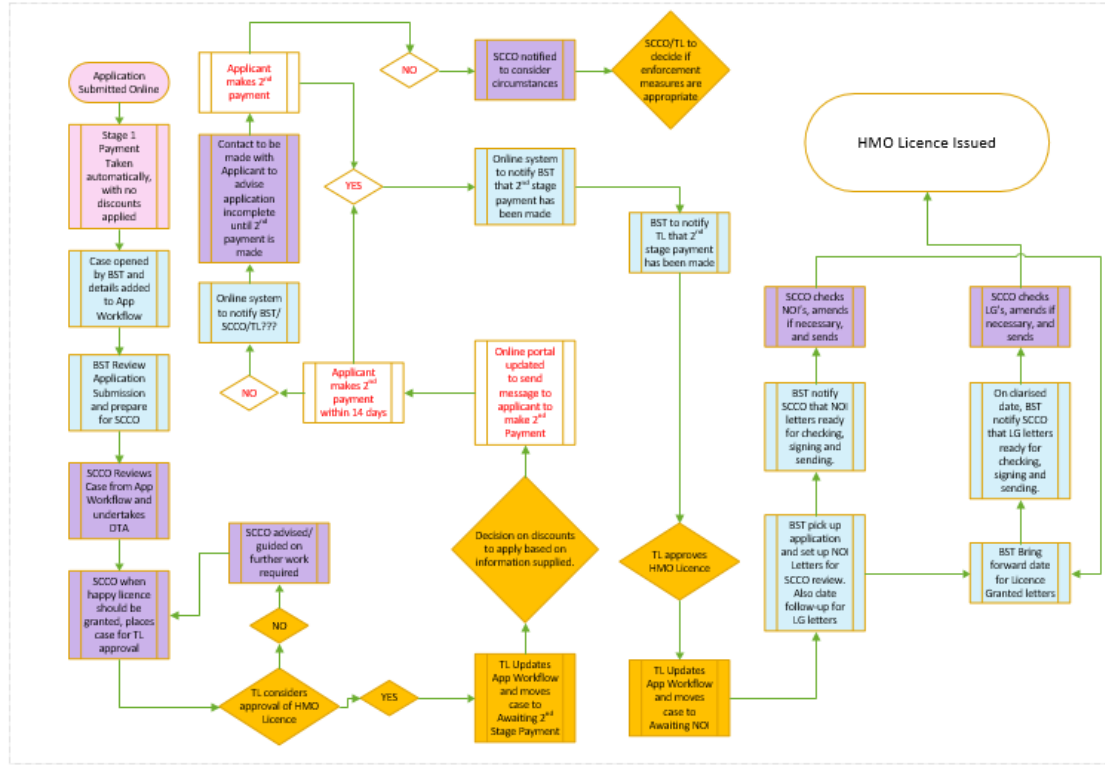 Application
Submitted Online
Stage 1
Payment
Taken
automatically,
with no
discounts
applied
Case opened
by BST and
details added
to App
Workflow
BST Review
Application
Submission
and prepare
for SCCO
SCCO Reviews
Case from App
Workflow and
undertakes
DTA
SCCO when
happy licence
should be
granted, places
case for TL
approval
TL considers
approval of HMO
Licence
NO
SCCO advised/
guided on
further work
required
YES
TL Updates
App Workflow
and moves
case to
Awaiting 2nd
Stage Payment
Decision on discounts
to apply based on
information supplied.
Online portal
updated
to send
message to
applicant to
make 2nd
Payment
Applicant
makes 2nd
payment
within 14 days
NO
Online system
to notify BST/
SCCO/TL???
Contact to be
made with
Applicant to
advise
application
incomplete
until 2nd
payment is
made
Applicant
makes 2nd
payment
NO
SCCO notified
to consider
circumstances
SCCO/TL to
decide if
enforcement
measures are
appropriate
YES
Online system
to notify BST
that 2nd stage
payment has
been made
BST to notify
TL that 2nd
stage payment
has been made
TL approves
HMO Licence
TL Updates
App Workflow
and moves
case to
Awaiting NOI
BST pick up
application
and set up NOI
Letters for
SCCO review.
Also date
follow-up for
LG letters
BST notify
SCCO that NOI
letters ready
for checking,
signing and
sending.
SCCO checks
NOI's, amends
if necessary,
and sends
BST Bring
forward date
for Licence
Granted letters
On diarised
date, BST
notify SCCO
that LG letters
ready for
checking,
signing and
sending.
SCCO checks
LG's, amends if
necessary, and
sends
HMO Licence Issued